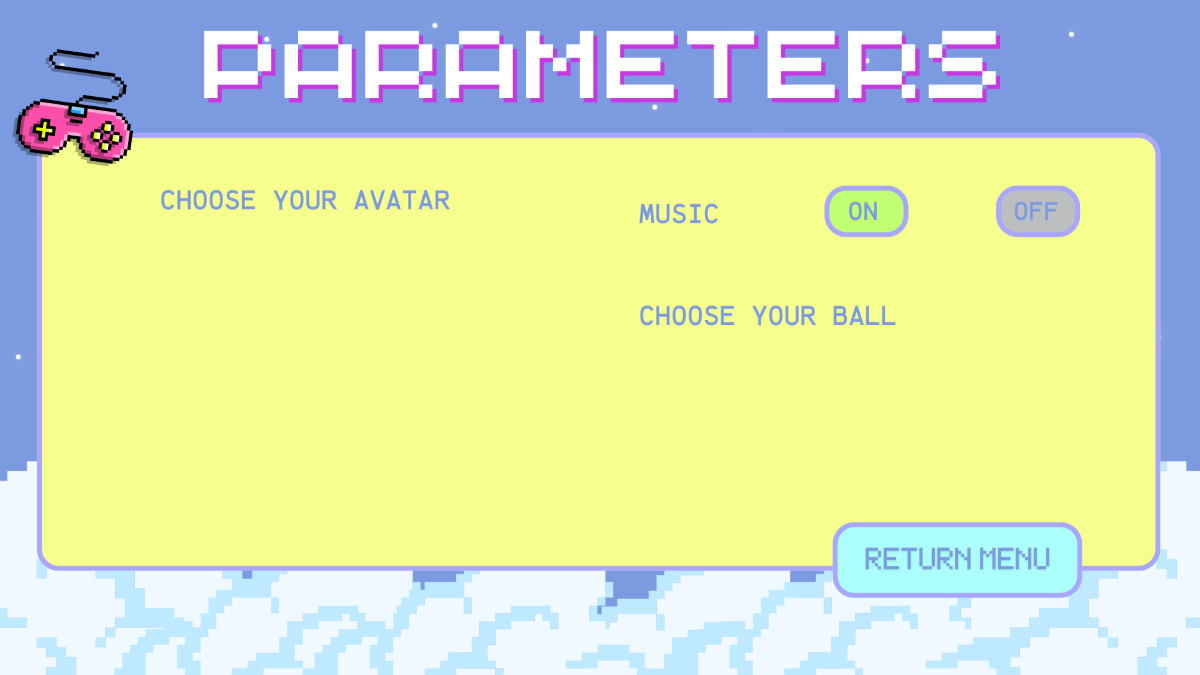 PARAMETERS
CHOOSE YOUR AVATAR
MUSIC ON OFF
CHOOSE YOUR BALL
RETURN MENU